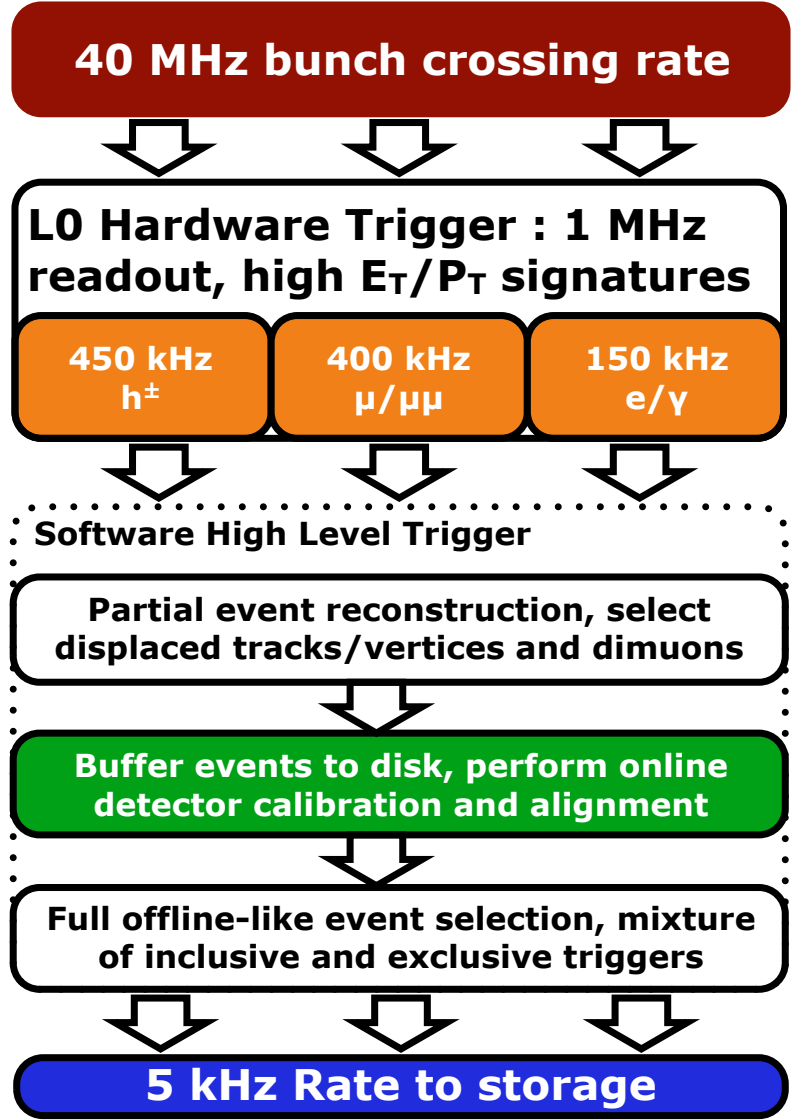 40 MHz bunch crossing rate
L0 Hardware Trigger : 1 MHz
readout, high E_T/P_T signatures
450 kHz
h^±
400 kHz
μ/μμ
150 kHz
e/γ
Software High Level Trigger
Partial event reconstruction, select
displaced tracks/vertices and dimuons
Buffer events to disk, perform online
detector calibration and alignment
Full offline-like event selection, mixture
of inclusive and exclusive triggers
5 kHz Rate to storage